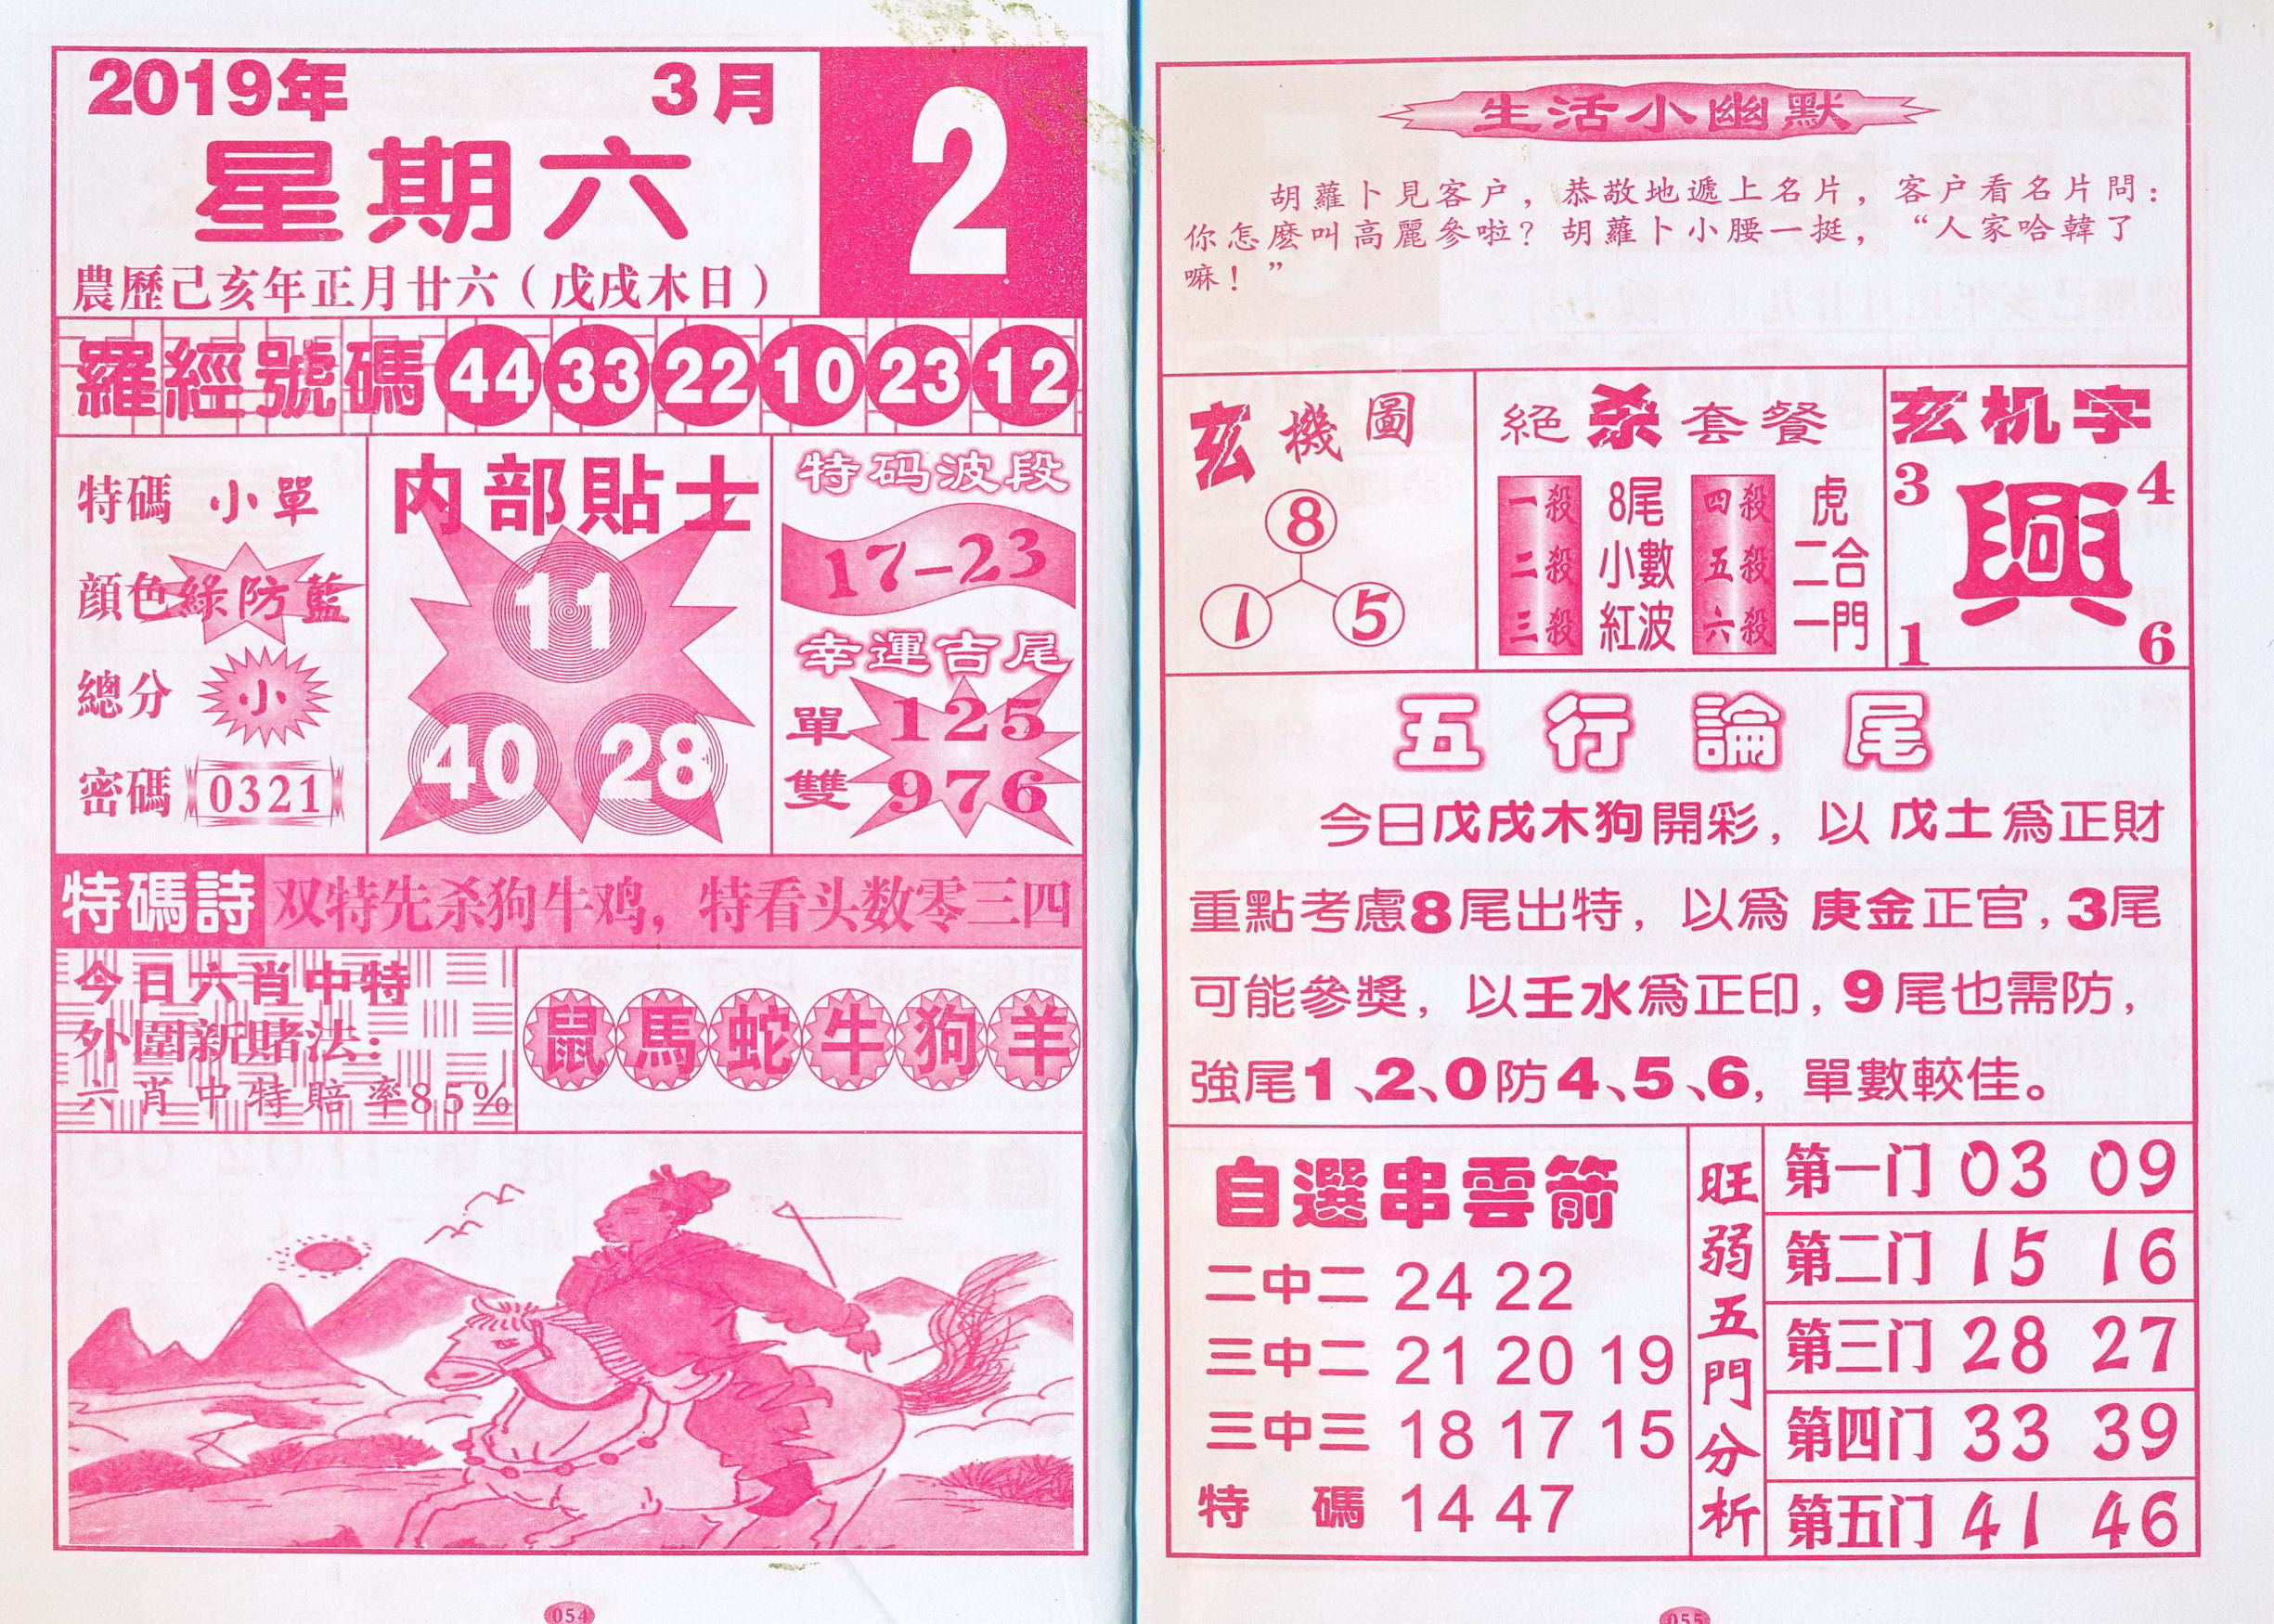 2019年 3月 2
星期六
農歷己亥年正月廿六（戊戌木日）
羅經號碼 44 33 22 10 23 12
特碼 小單
顔色 綠防藍
總分 小
密碼 0321
内部貼士
11
40 28
特码波段
17-23
幸運吉尾
單 125
雙 976
特碼詩 双特先杀狗牛鸡，特看头数零三四
今日六肖中特
外圍新賭法：
六肖中特賠率85%
鼠 馬 蛇 牛 狗 羊
054
生活小幽默
胡蘿卜見客户，恭敬地遞上名片，客户看名片問：
你怎麽叫高麗參啦？胡蘿卜小腰一挺，“人家哈韓了
嘛！”
玄機圖
8
1 5
絕杀套餐
一殺 8尾 四殺 虎
二殺 小數 五殺 二合
三殺 紅波 六殺 一門
玄机字
3 4
興
1 6
五行論尾
今日戊戌木狗開彩，以戊土爲正財
重點考慮8尾出特，以爲庚金正官，3尾
可能參獎，以壬水爲正印，9尾也需防，
強尾1、2、0防4、5、6，單數較佳。
自選串雲箭
二中二 24 22
三中二 21 20 19
三中三 18 17 15
特碼 14 47
旺弱五門分析
第一门 03 09
第二门 15 16
第三门 28 27
第四门 33 39
第五门 41 46
055